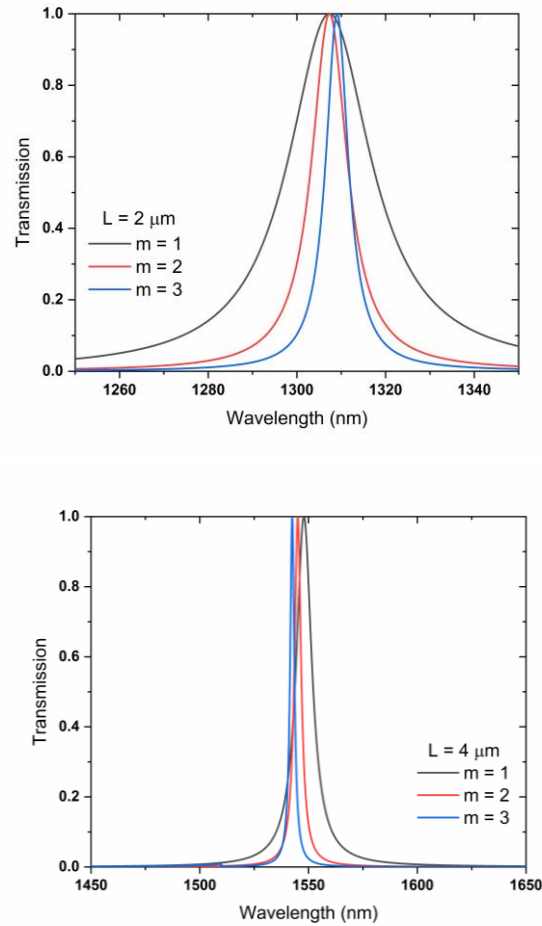 1.0
0.8
0.6
0.4
0.2
0.0
Transmission
L = 2 μm
m = 1
m = 2
m = 3
1260 1280 1300 1320 1340
Wavelength (nm)
1.0
0.8
0.6
0.4
0.2
0.0
Transmission
L = 4 μm
m = 1
m = 2
m = 3
1450 1500 1550 1600 1650
Wavelength (nm)